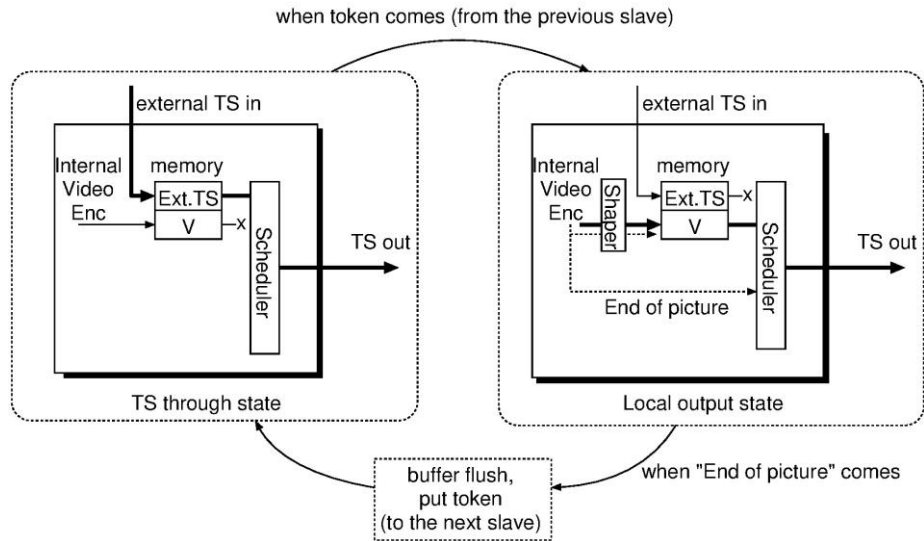 when token comes (from the previous slave)
external TS in
Internal
Video
Enc
memory
Ext.TS
V
x
Scheduler
TS out
TS through state
external TS in
Internal
Video
Enc
Shaper
memory
Ext.TS
V
x
Scheduler
TS out
End of picture
Local output state
buffer flush,
put token
(to the next slave)
when "End of picture" comes